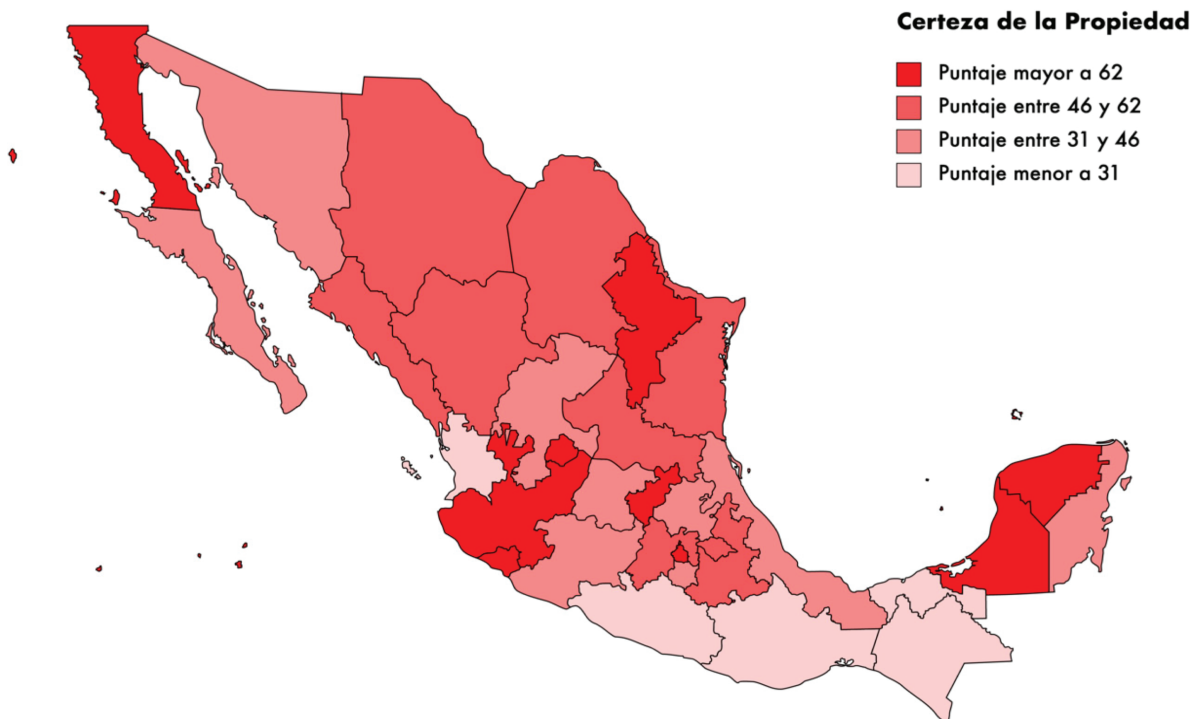 Certeza de la Propiedad
Puntaje mayor a 62
Puntaje entre 46 y 62
Puntaje entre 31 y 46
Puntaje menor a 31